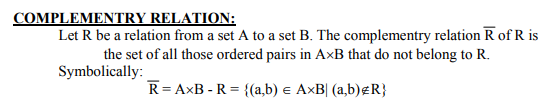 COMPLEMENTRY RELATION:
Let R be a relation from a set A to a set B. The complementry relation R̅ of R is
the set of all those ordered pairs in A×B that do not belong to R.
Symbolically:
R̅ = A×B - R = {(a,b) ∈ A×B| (a,b)∉R}